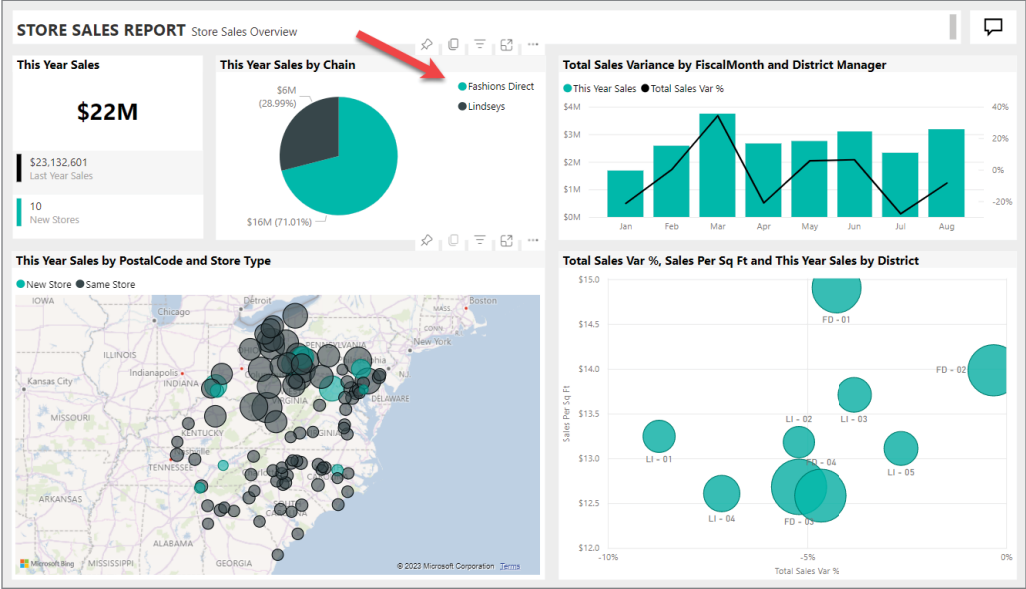 STORE SALES REPORT Store Sales Overview
This Year Sales
$22M
$23,132,601
Last Year Sales
10
New Stores
This Year Sales by Chain
Fashions Direct
Lindseys
$6M
(28.99%)
$16M (71.01%)
Total Sales Variance by FiscalMonth and District Manager
This Year Sales Total Sales Var %
$4M
$3M
$2M
$1M
$0M
40%
20%
0%
-20%
Jan Feb Mar Apr May Jun Jul Aug
This Year Sales by PostalCode and Store Type
New Store Same Store
IOWA
Chicago
Detroit
MASS.
Boston
CONN
New York
PENNSYLVANIA
ILLINOIS
Indianapolis
INDIANA
Kansas City
MISSOURI
DELAWARE
KENTUCKY
TENNESSEE
ARKANSAS
ALABAMA
MISSISSIPPI
GEORGIA
Microsoft Bing
© 2023 Microsoft Corporation Terms
Total Sales Var %, Sales Per Sq Ft and This Year Sales by District
Sales Per Sq Ft
$15.0
$14.5
$14.0
$13.5
$13.0
$12.5
$12.0
FD - 01
FD - 02
LI - 03
LI - 02
LI - 01
LI - 05
FD - 04
LI - 04
FD - 03
-10% -5% 0%
Total Sales Var %